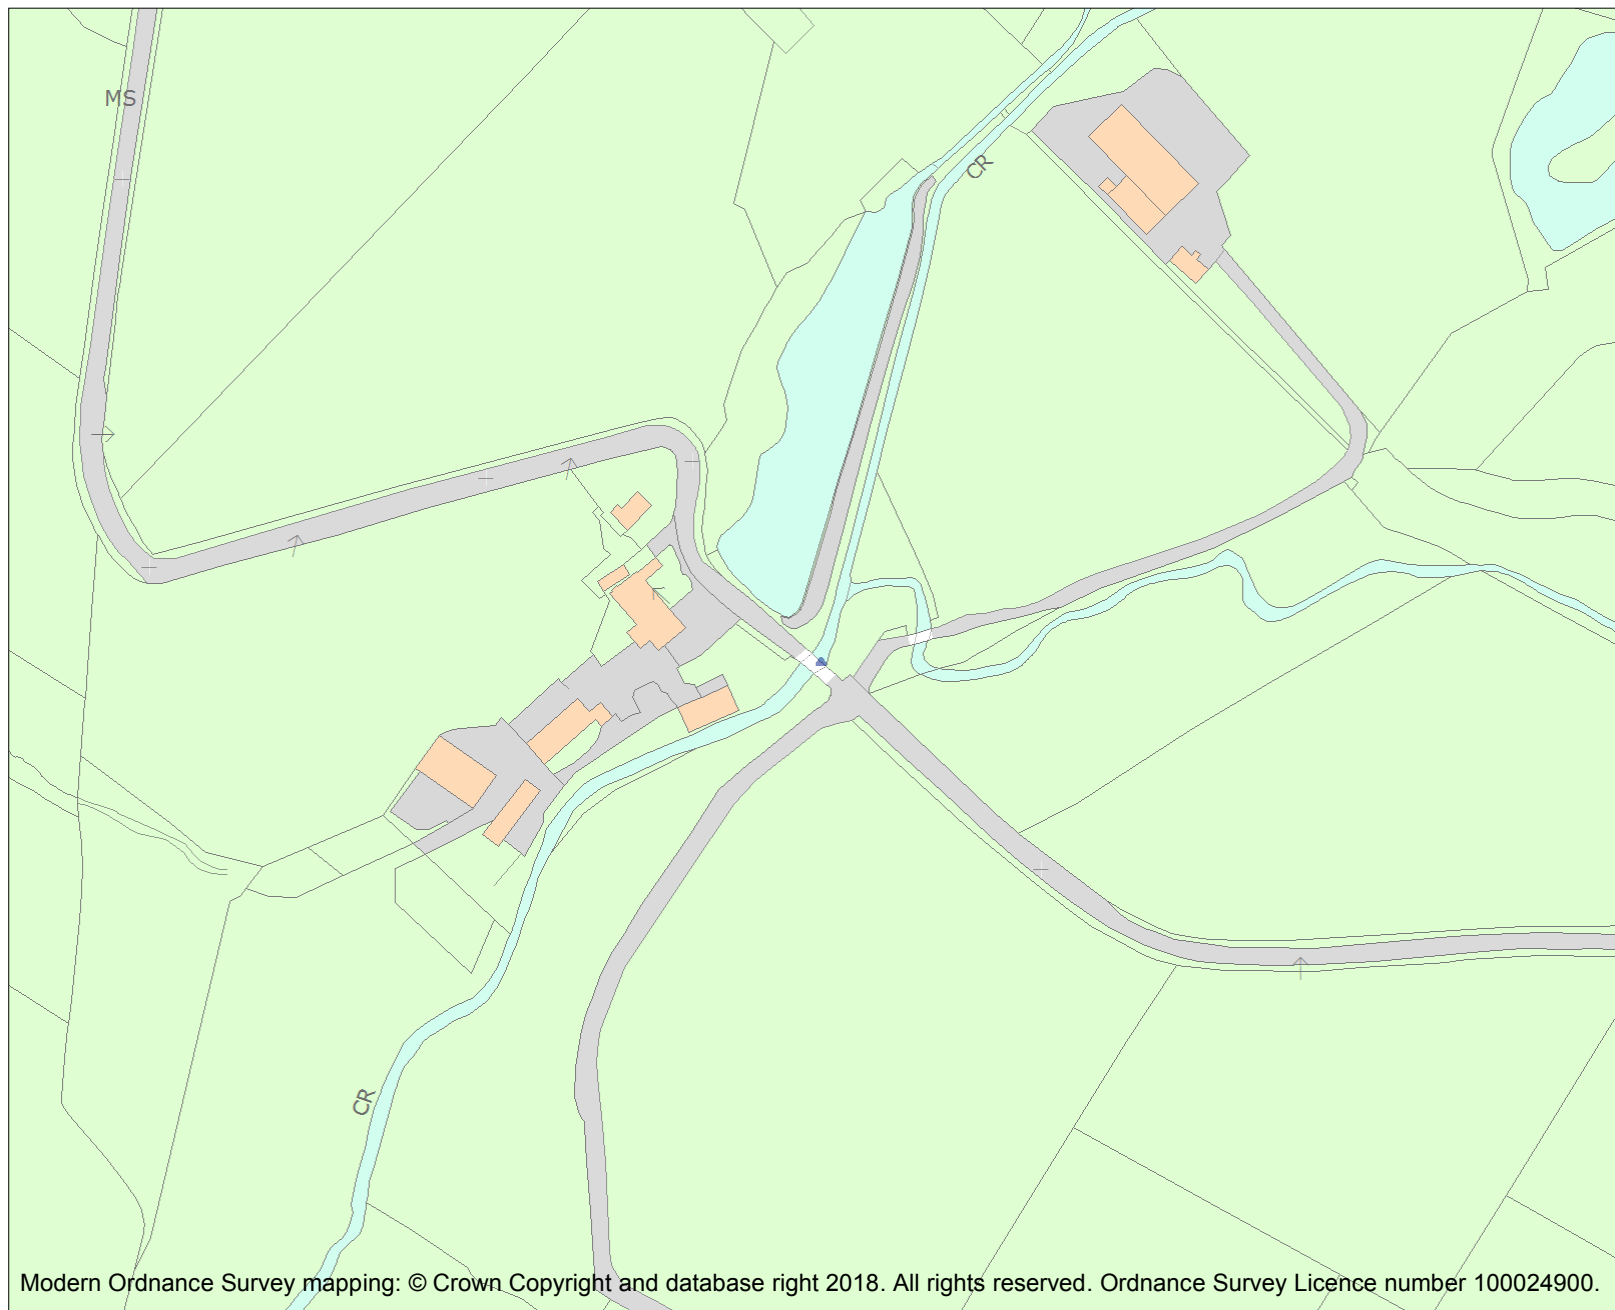 MS
CR
CR
Modern Ordnance Survey mapping: © Crown Copyright and database right 2018. All rights reserved. Ordnance Survey Licence number 100024900.